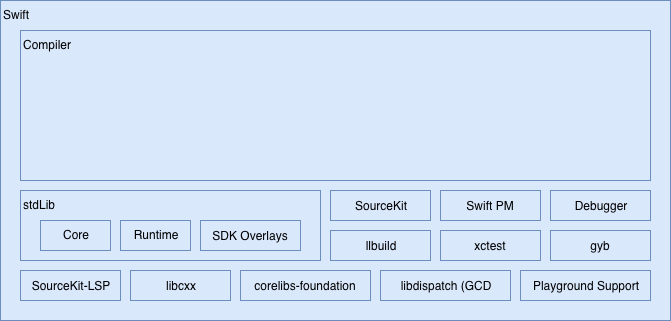 Swift
Compiler
stdLib
Core
Runtime
SDK Overlays
SourceKit
Swift PM
Debugger
llbuild
xctest
gyb
SourceKit-LSP
libcxx
corelibs-foundation
libdispatch (GCD
Playground Support